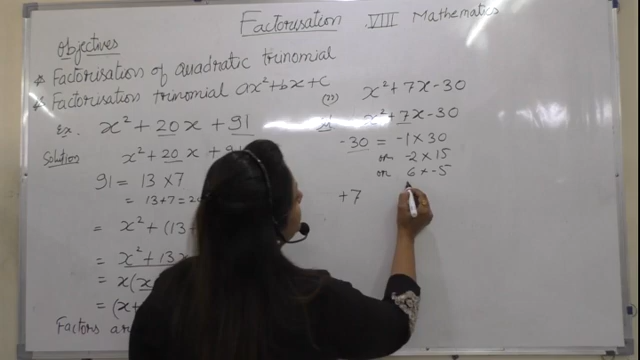 Factorisation VIII Mathematics
Objectives
Factorisation of quadratic trinomial
Factorisation trinomial ax²+bx+c
Ex. x² + 20x + 91
Solution x² + 20x + 91
91 = 13 × 7
= 13+7 = 20
= x² + (13+
= x² + 13x
= x(x
= (x+
Factors are
(ii) x² + 7x - 30
x² + 7x - 30
-30 = -1 × 30
or -2 × 15
or 6 × -5
+7